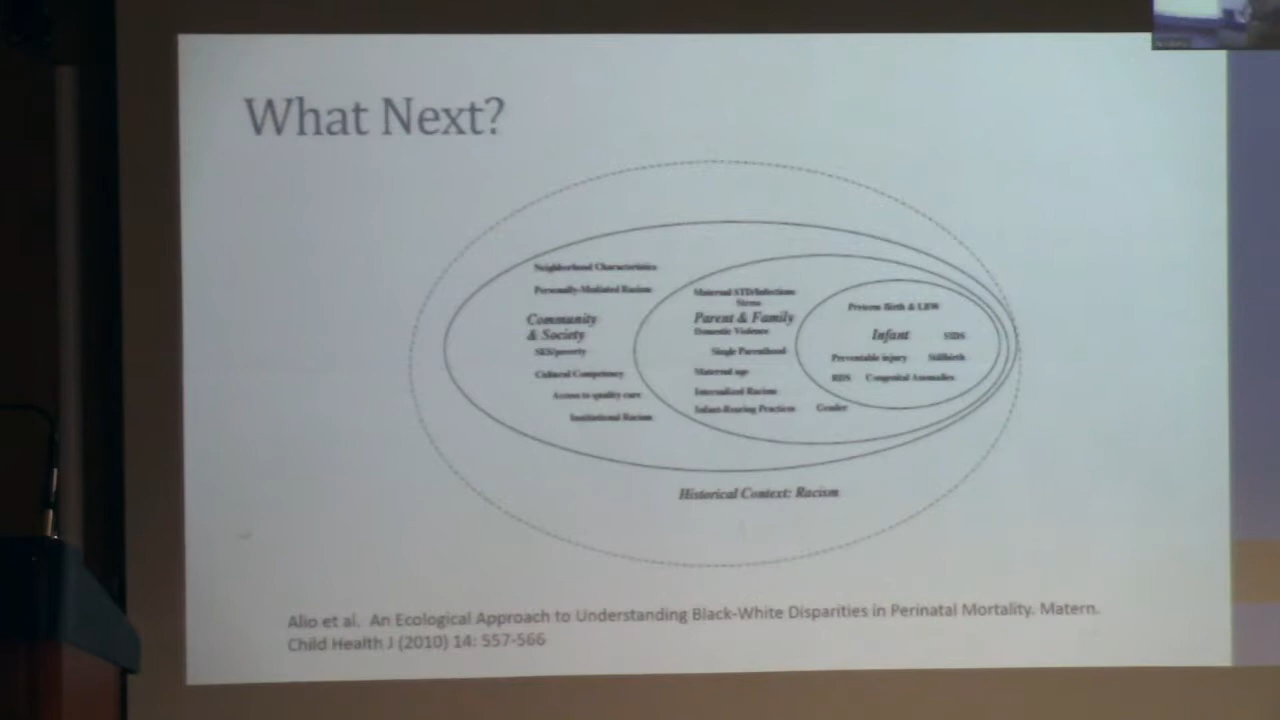 What Next?
Neighborhood Characteristics
Personally-Mediated Racism
Community
& Society
SES/poverty
Cultural Competency
Access to quality care
Institutional Racism
Maternal STD/Infections
Stress
Parent & Family
Domestic Violence
Single Parenthood
Maternal age
Internalized Racism
Infant-Rearing Practices
Gender
Preterm Birth & LBW
Infant
SIDS
Preventable injury
Stillbirth
RDS
Congenital Anomalies
Historical Context: Racism
Alio et al. An Ecological Approach to Understanding Black-White Disparities in Perinatal Mortality. Matern.
Child Health J (2010) 14: 557-566